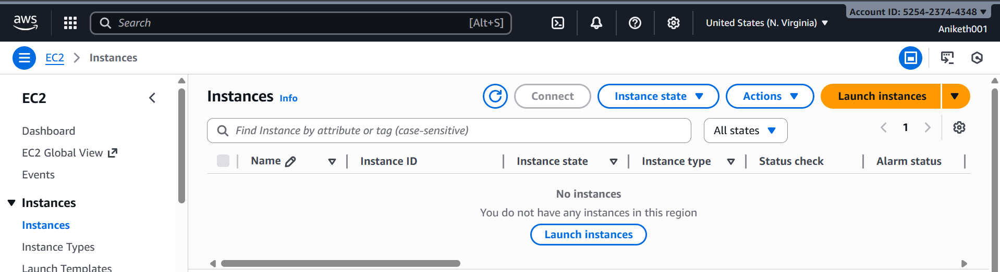 aws
Search [Alt+S]
United States (N. Virginia)
Account ID: 5254-2374-4348
Aniketh001
EC2 Instances
EC2
Dashboard
EC2 Global View
Events
Instances
Instances
Instance Types
Launch Templates
Instances Info
Connect Instance state Actions Launch instances
Find Instance by attribute or tag (case-sensitive) All states 1
Name Instance ID Instance state Instance type Status check Alarm status
No instances
You do not have any instances in this region
Launch instances